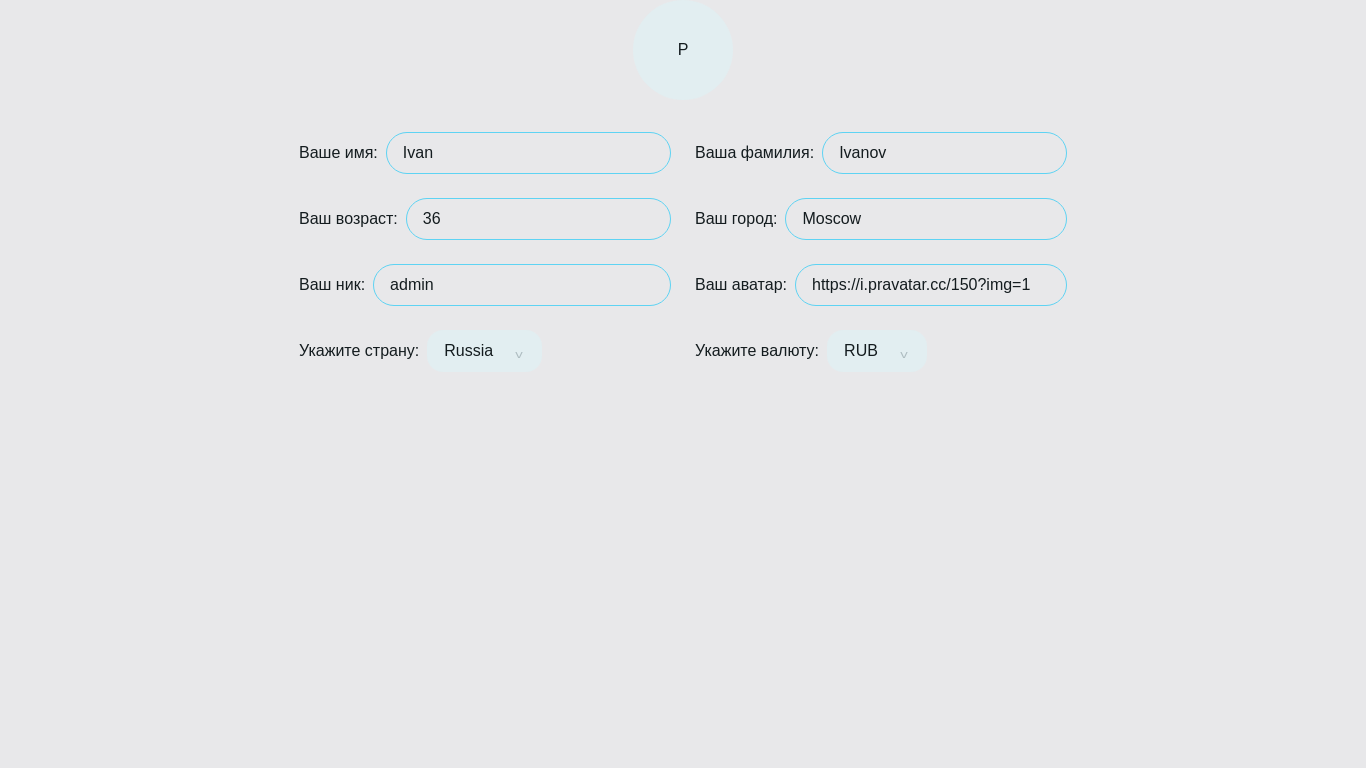 P
Ваше имя: Ivan Ваша фамилия: Ivanov
Ваш возраст: 36 Ваш город: Moscow
Ваш ник: admin Ваш аватар: https://i.pravatar.cc/150?img=1
Укажите страну: Russia Укажите валюту: RUB